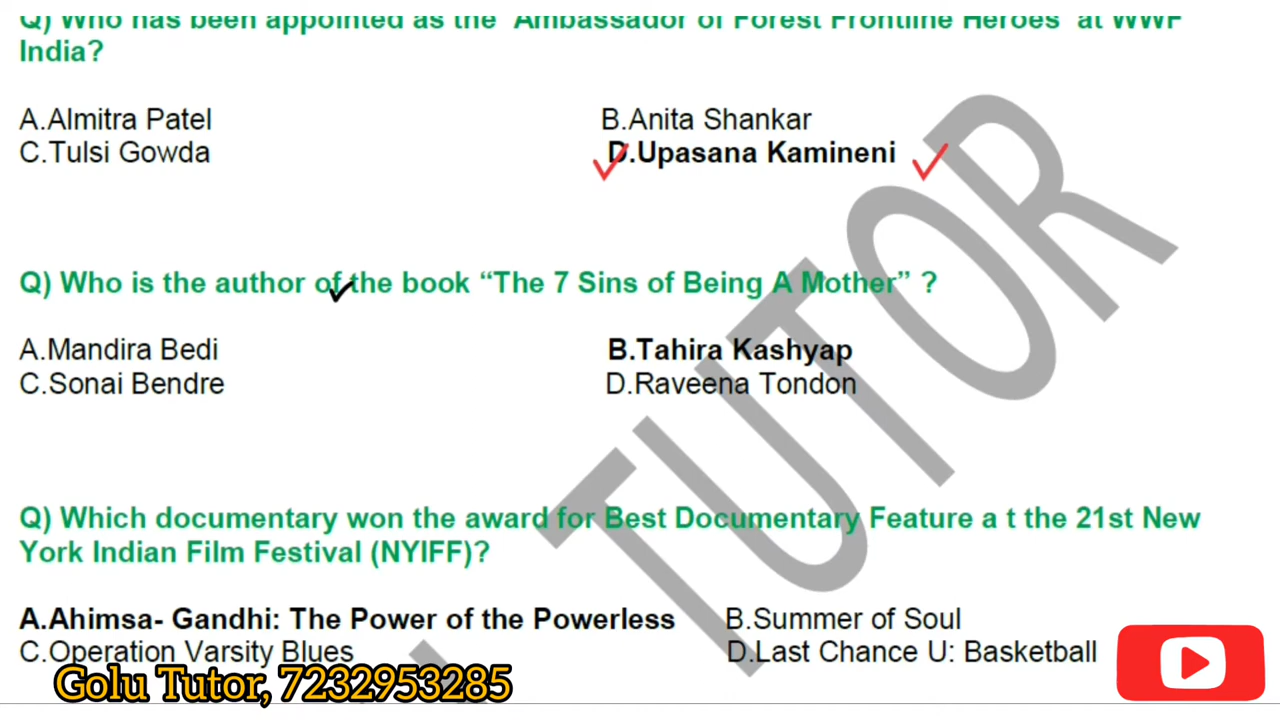 Q) Who has been appointed as the "Ambassador of Forest Frontline Heroes" at WWF
India?
A.Almitra Patel B.Anita Shankar
C.Tulsi Gowda D.Upasana Kamineni
Q) Who is the author of the book “The 7 Sins of Being A Mother” ?
A.Mandira Bedi B.Tahira Kashyap
C.Sonai Bendre D.Raveena Tondon
Q) Which documentary won the award for Best Documentary Feature a t the 21st New
York Indian Film Festival (NYIFF)?
A.Ahimsa- Gandhi: The Power of the Powerless B.Summer of Soul
C.Operation Varsity Blues D.Last Chance U: Basketball
Golu Tutor, 7232953285
TUTOR